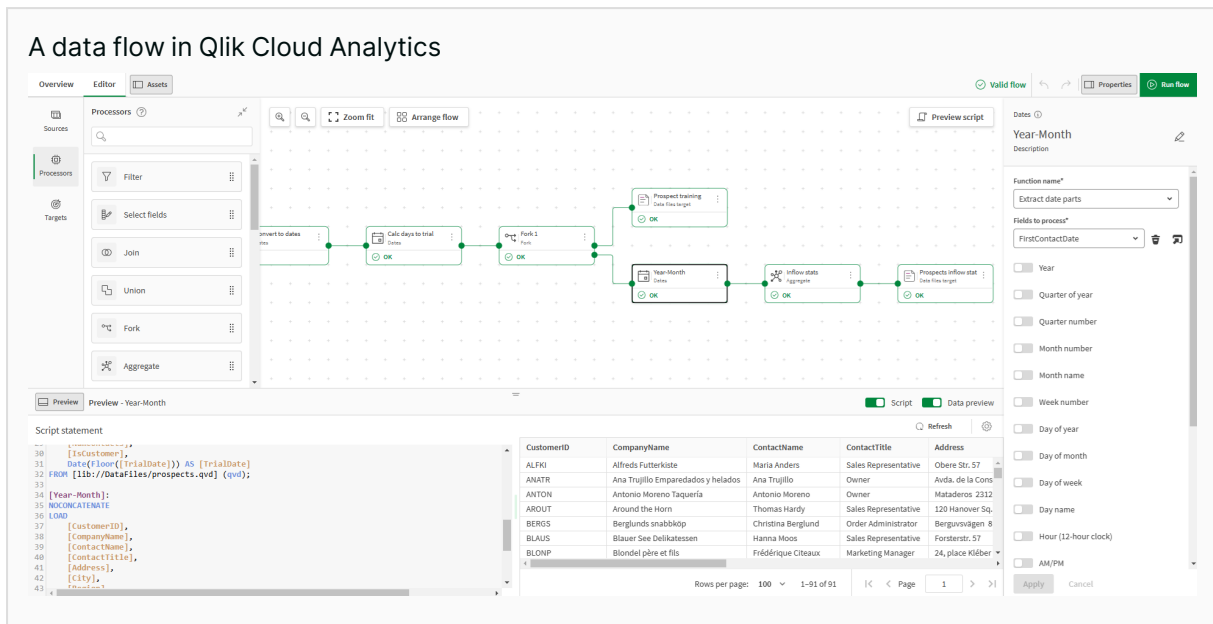 A data flow in Qlik Cloud Analytics
Overview Editor Assets Valid flow Properties Run flow
Sources
Processors
Targets
Processors
Filter
Select fields
Join
Union
Fork
Aggregate
Zoom fit Arrange flow Preview script
onvert to dates
Calc days to trial
Dates
OK
Fork 1
Fork
OK
Prospect training
Data files target
OK
Year-Month
Dates
OK
Inflow stats
Aggregate
OK
Prospects inflow stat
Data files target
OK
Dates
Year-Month
Description
Function name*
Extract date parts
Fields to process*
FirstContactDate
Year
Quarter of year
Quarter number
Month number
Month name
Week number
Day of year
Day of month
Day of week
Day name
Hour (12-hour clock)
AM/PM
Apply Cancel
Preview Preview - Year-Month Script Data preview
Script statement Refresh
30 [IsCustomer],
31 Date(Floor([TrialDate])) AS [TrialDate]
32 FROM [lib://DataFiles/prospects.qvd] (qvd);
33
34 [Year-Month]:
35 NOCONCATENATE
36 LOAD
37 [CustomerID],
38 [CompanyName],
39 [ContactName],
40 [ContactTitle],
41 [Address],
42 [City],
43
CustomerID CompanyName ContactName ContactTitle Address
ALFKI Alfreds Futterkiste Maria Anders Sales Representative Obere Str. 57
ANATR Ana Trujillo Emparedados y helados Ana Trujillo Owner Avda. de la Cons
ANTON Antonio Moreno Taquería Antonio Moreno Owner Mataderos 2312
AROUT Around the Horn Thomas Hardy Sales Representative 120 Hanover Sq.
BERGS Berglunds snabbköp Christina Berglund Order Administrator Berguvsvägen 8
BLAUS Blauer See Delikatessen Hanna Moos Sales Representative Forsterstr. 57
BLONP Blondel père et fils Frédérique Citeaux Marketing Manager 24, place Kléber
Rows per page: 100 1–91 of 91 Page 1